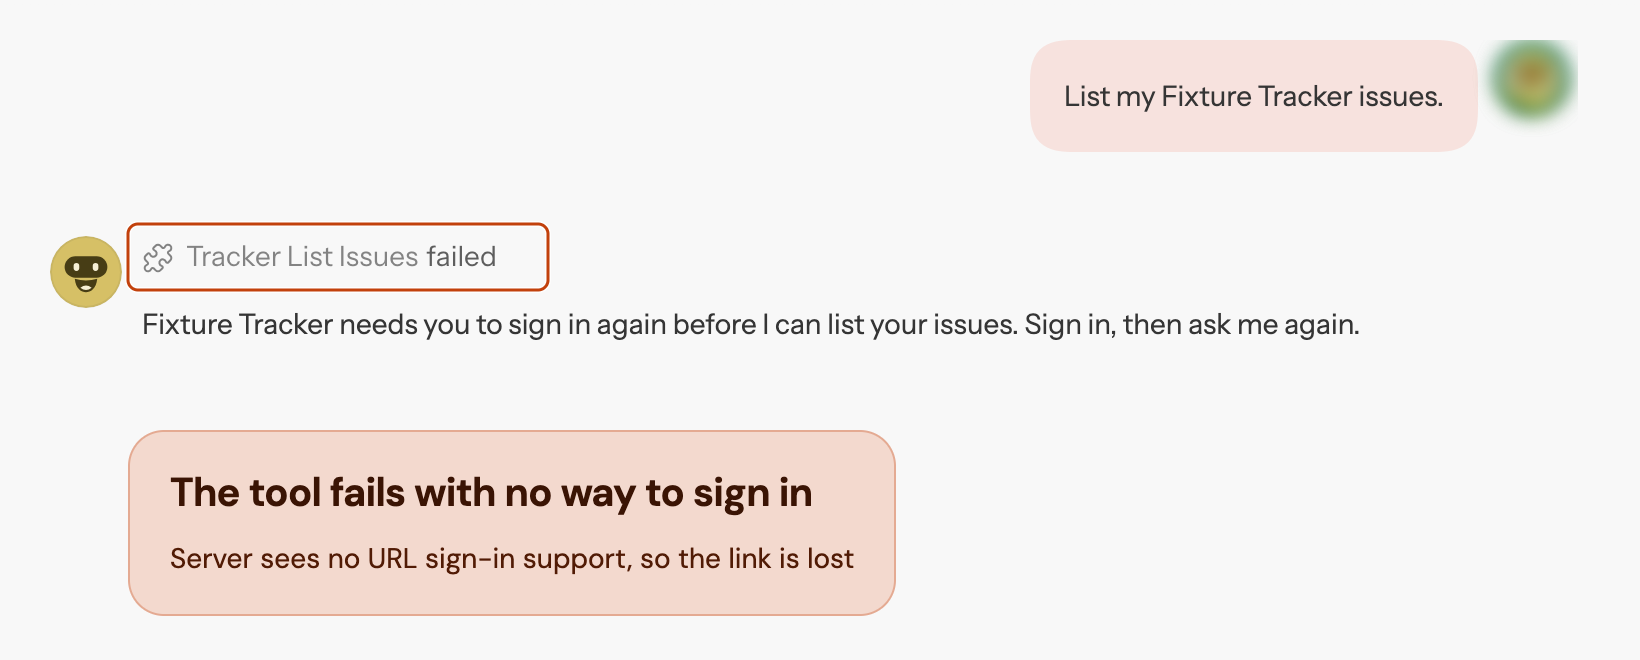 List my Fixture Tracker issues.
Tracker List Issues failed
Fixture Tracker needs you to sign in again before I can list your issues. Sign in, then ask me again.
The tool fails with no way to sign in
Server sees no URL sign-in support, so the link is lost